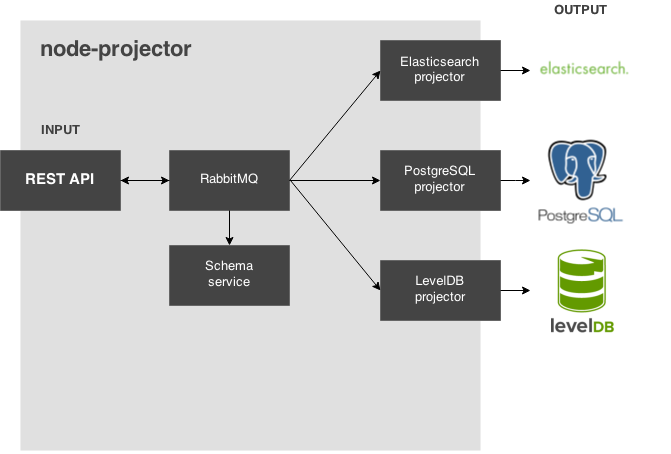 OUTPUT
node-projector
Elasticsearch
projector
elasticsearch.
INPUT
REST API
RabbitMQ
PostgreSQL
projector
PostgreSQL
Schema
service
LevelDB
projector
levelDB